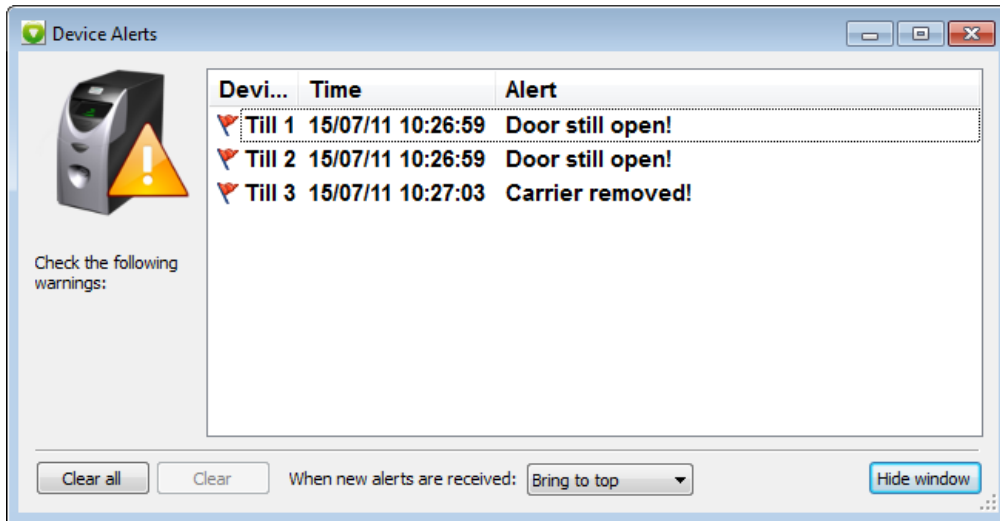 Device Alerts
Devi... Time Alert
Till 1 15/07/11 10:26:59 Door still open!
Till 2 15/07/11 10:26:59 Door still open!
Till 3 15/07/11 10:27:03 Carrier removed!
Check the following
warnings:
Clear all Clear When new alerts are received: Bring to top Hide window